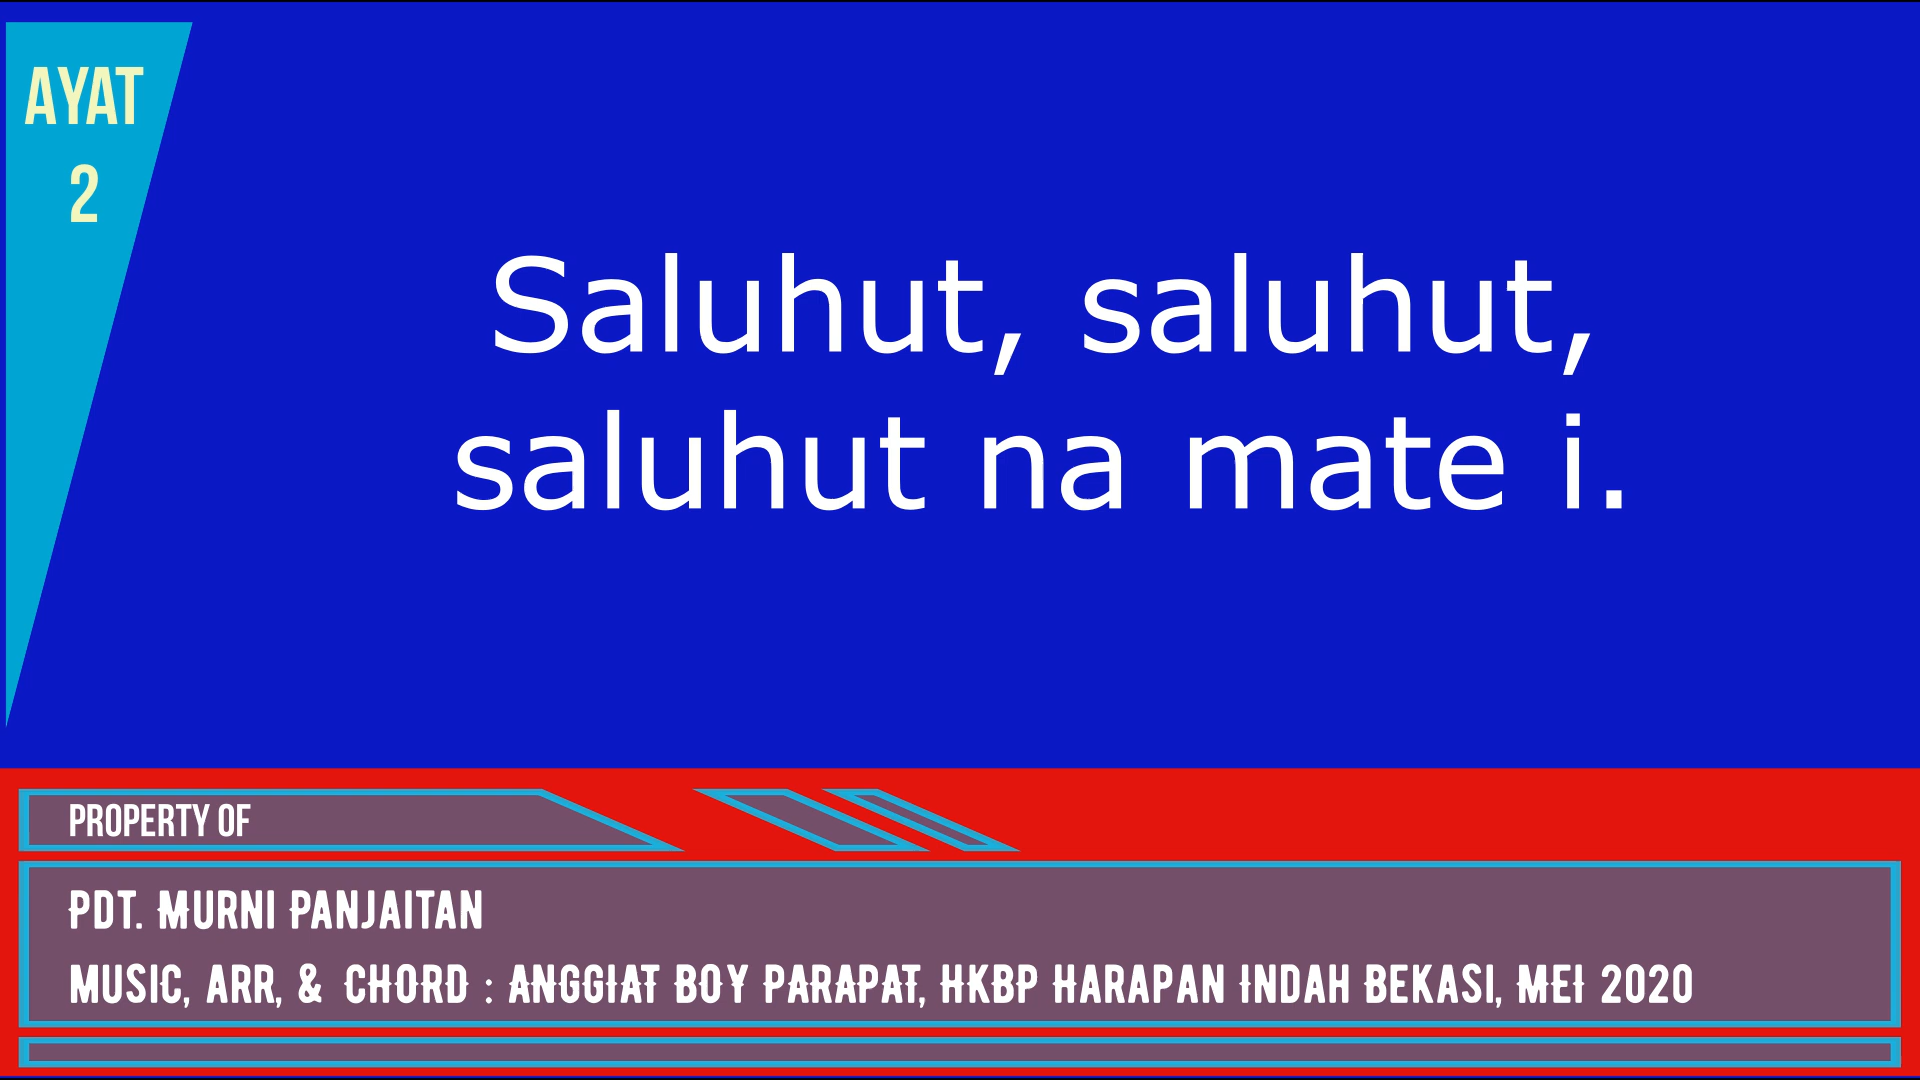 AYAT
2
Saluhut, saluhut,
saluhut na mate i.
PROPERTY OF
PDT. MURNI PANJAITAN
MUSIC, ARR, & CHORD : ANGGIAT BOY PARAPAT, HKBP HARAPAN INDAH BEKASI, MEI 2020